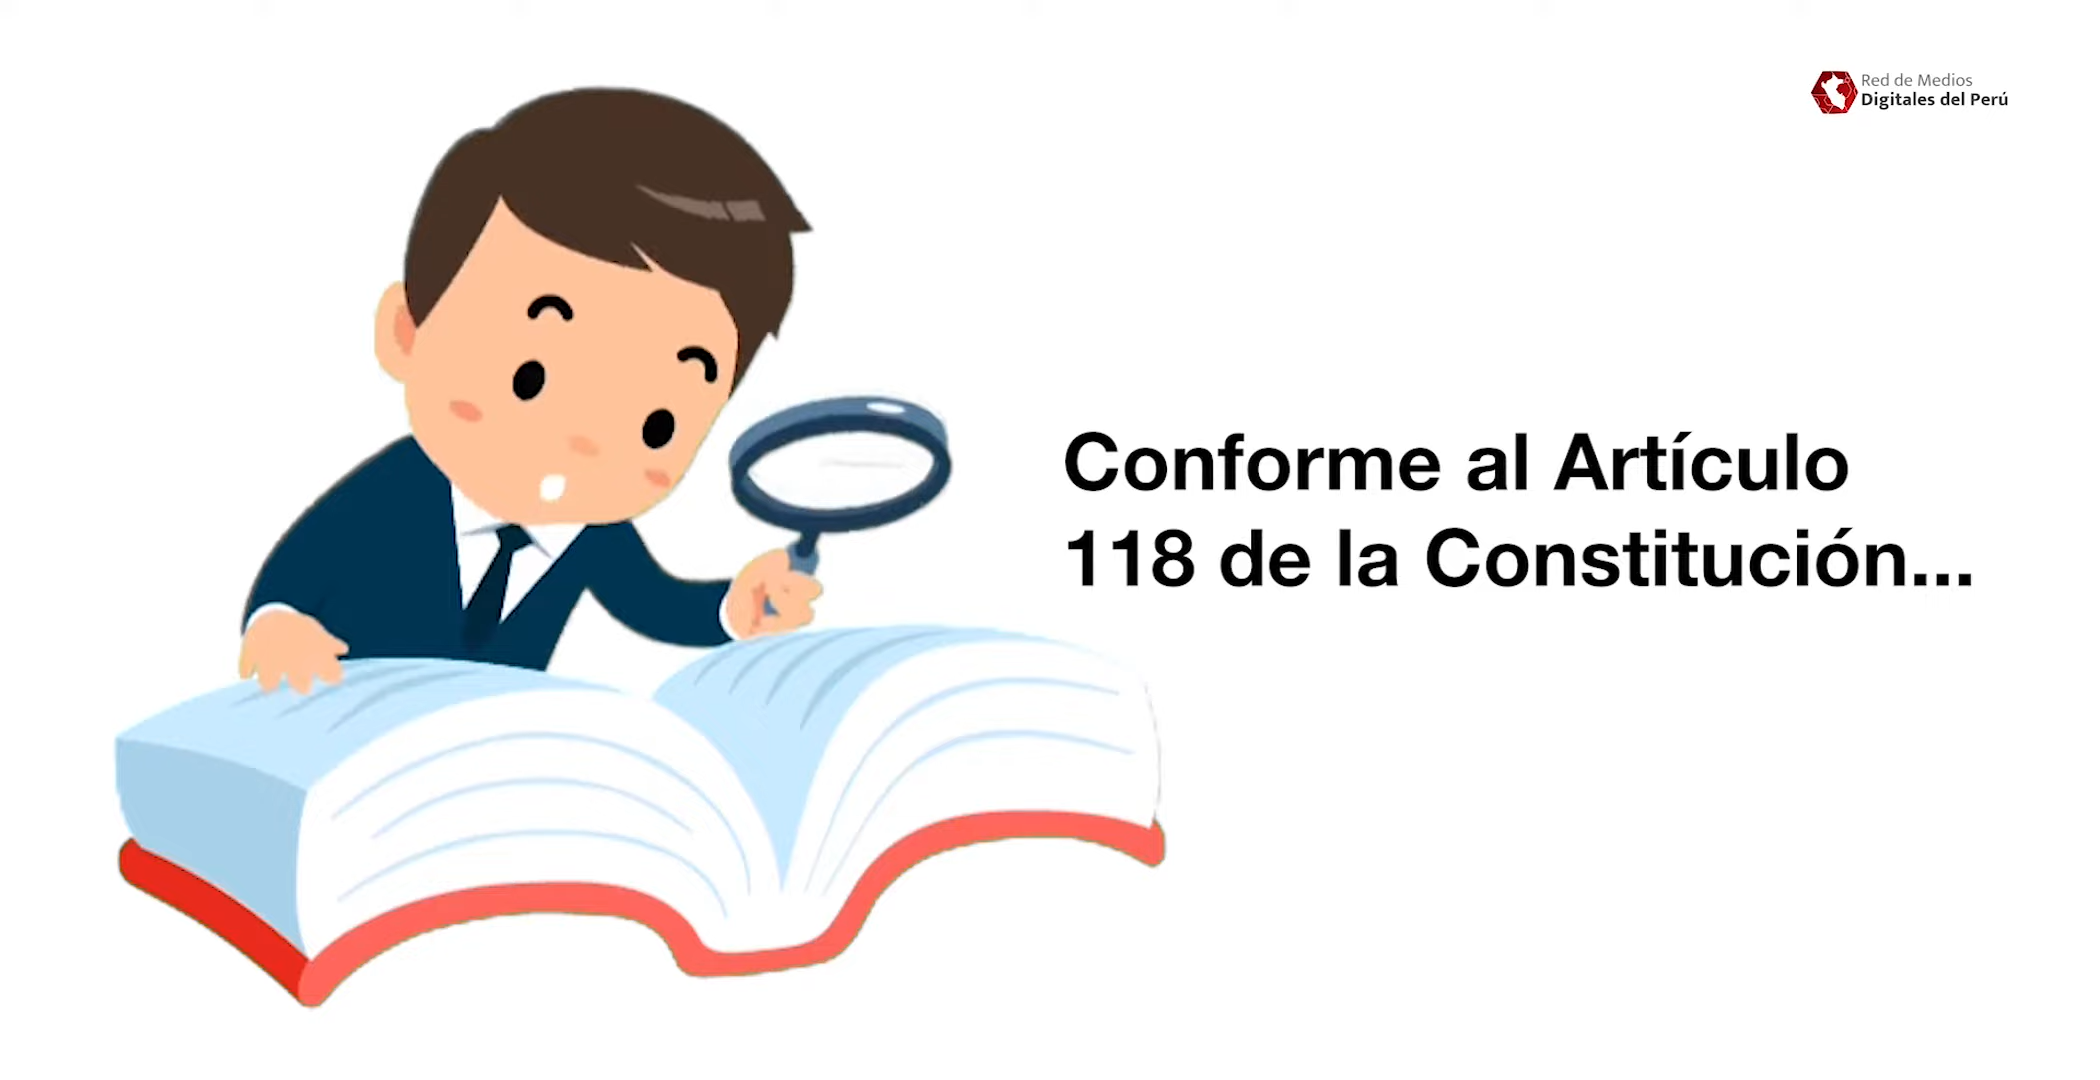 Red de Medios
Digitales del Perú
Conforme al Artículo
118 de la Constitución...